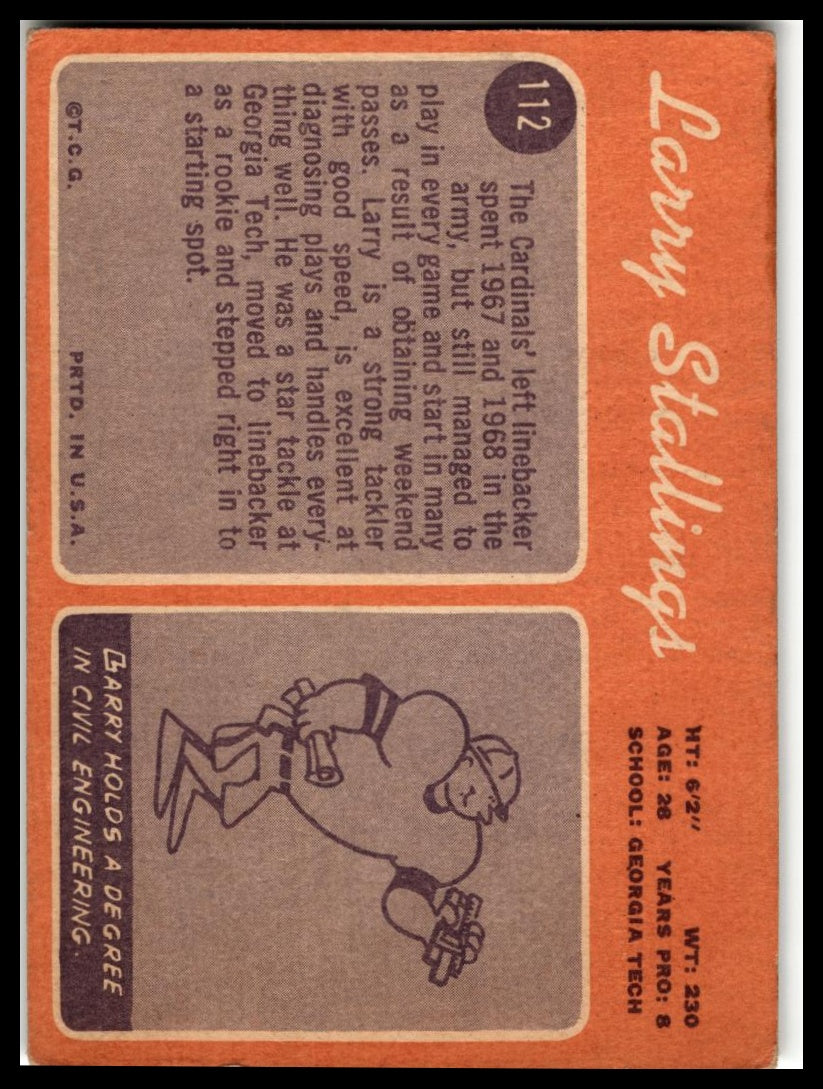 Larry Stallings
HT: 6'2" WT: 230
AGE: 28 YEARS PRO: 8
SCHOOL: GEORGIA TECH
112
The Cardinals' left linebacker
spent 1967 and 1968 in the
army, but still managed to
play in every game and start in many
as a result of obtaining weekend
passes. Larry is a strong tackler
with good speed, is excellent at
diagnosing plays and handles every-
thing well. He was a star tackle at
Georgia Tech, moved to linebacker
as a rookie and stepped right in to
a starting spot.
©T.C.G. PRTD. IN U.S.A.
LARRY HOLDS A DEGREE
IN CIVIL ENGINEERING.